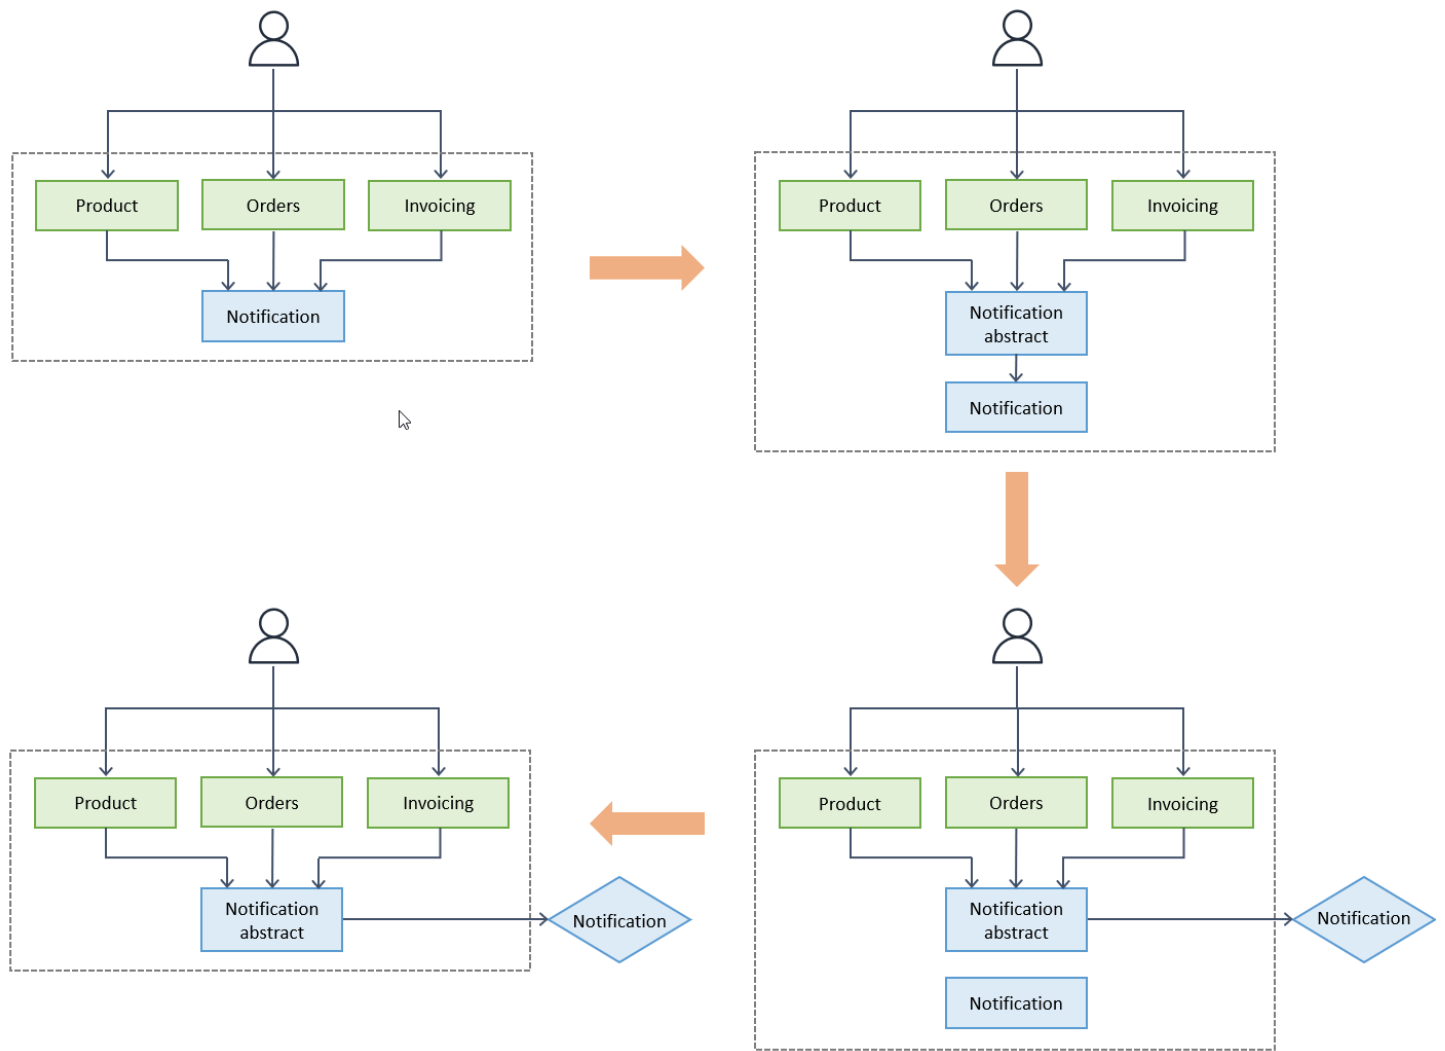 Product
Orders
Invoicing
Notification
Product
Orders
Invoicing
Notification
abstract
Notification
Product
Orders
Invoicing
Notification
abstract
Notification
Product
Orders
Invoicing
Notification
abstract
Notification
Notification